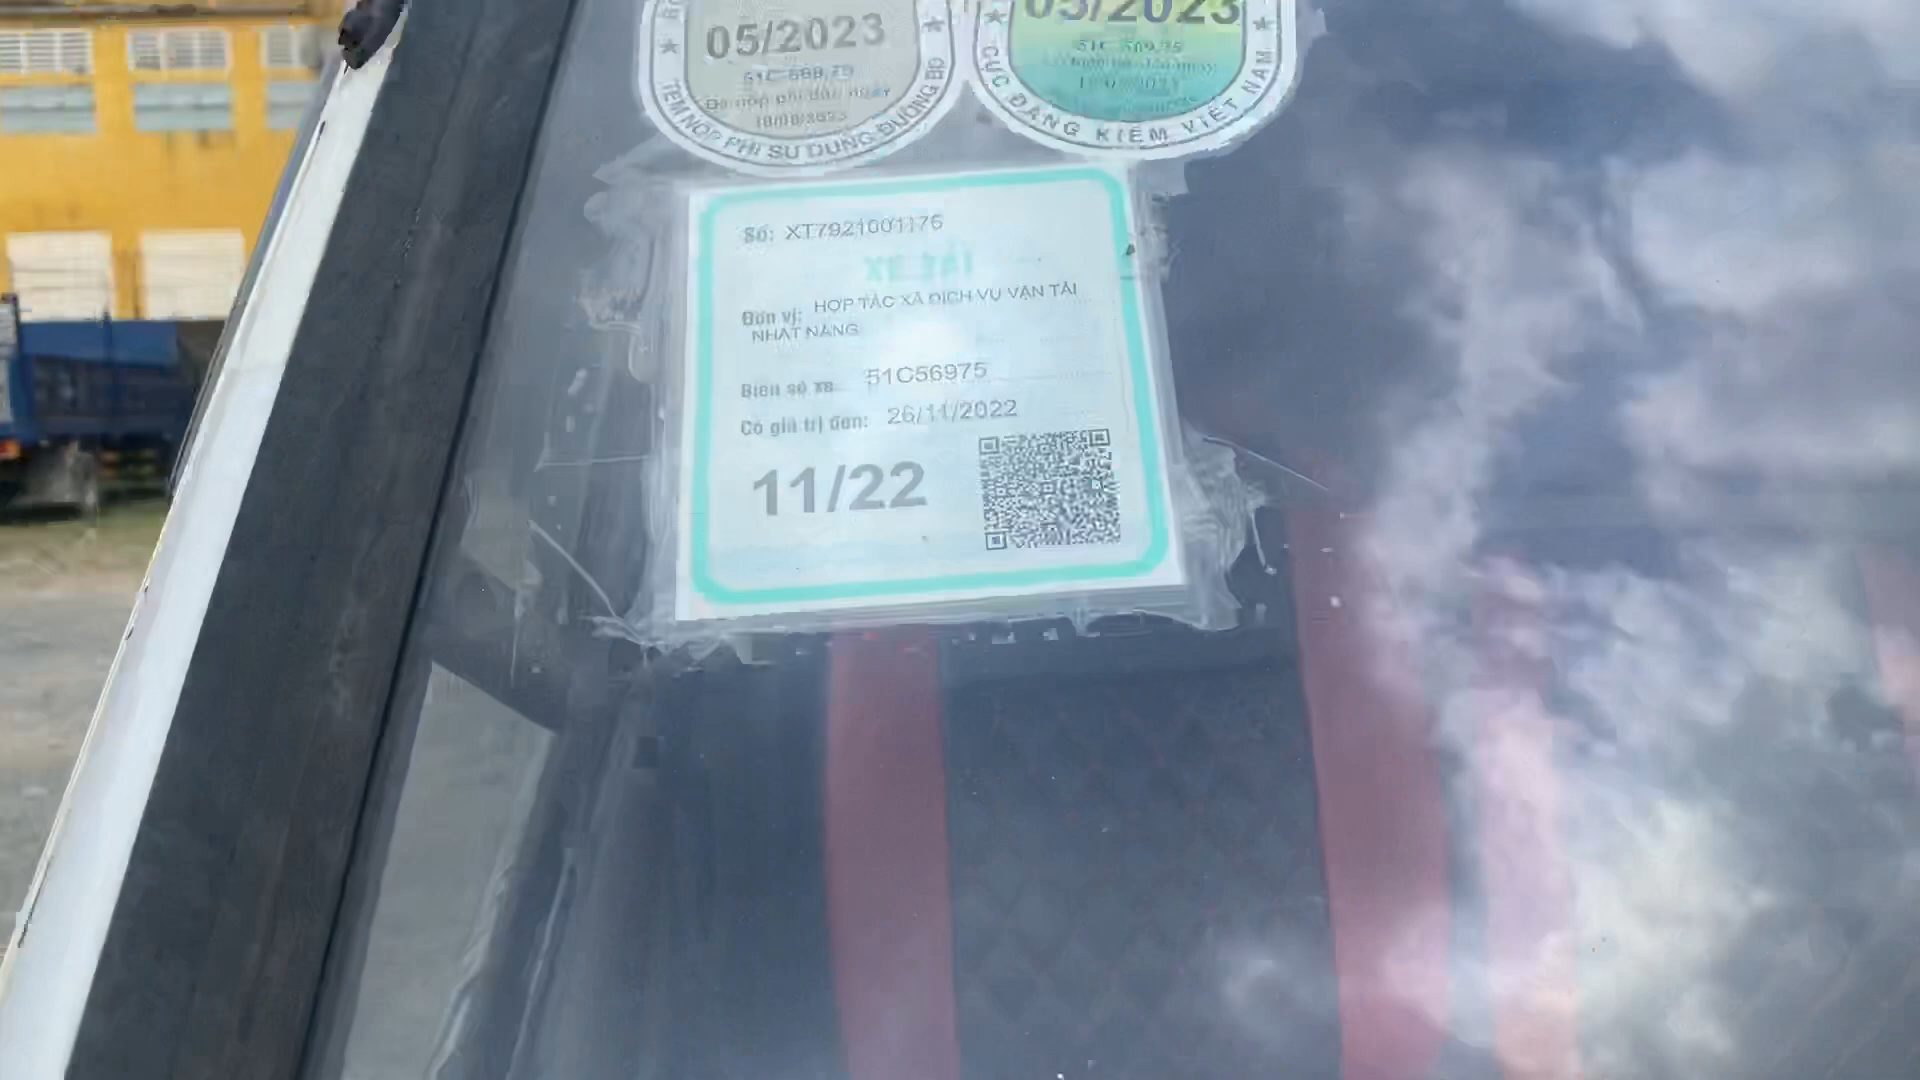 05/2023
TEM NỘP PHÍ SỬ DỤNG ĐƯỜNG BỘ
05/2023
CỤC ĐĂNG KIỂM VIỆT NAM
Số: XT7921001176
XE TẢI
Đơn vị: HỢP TÁC XÃ DỊCH VỤ VẬN TẢI
NHẬT NĂNG
Biển số xe: 51C56975
Có giá trị đến: 26/11/2022
11/22